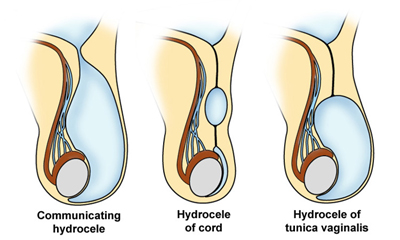 Communicating
hydrocele
Hydrocele
of cord
Hydrocele of
tunica vaginalis